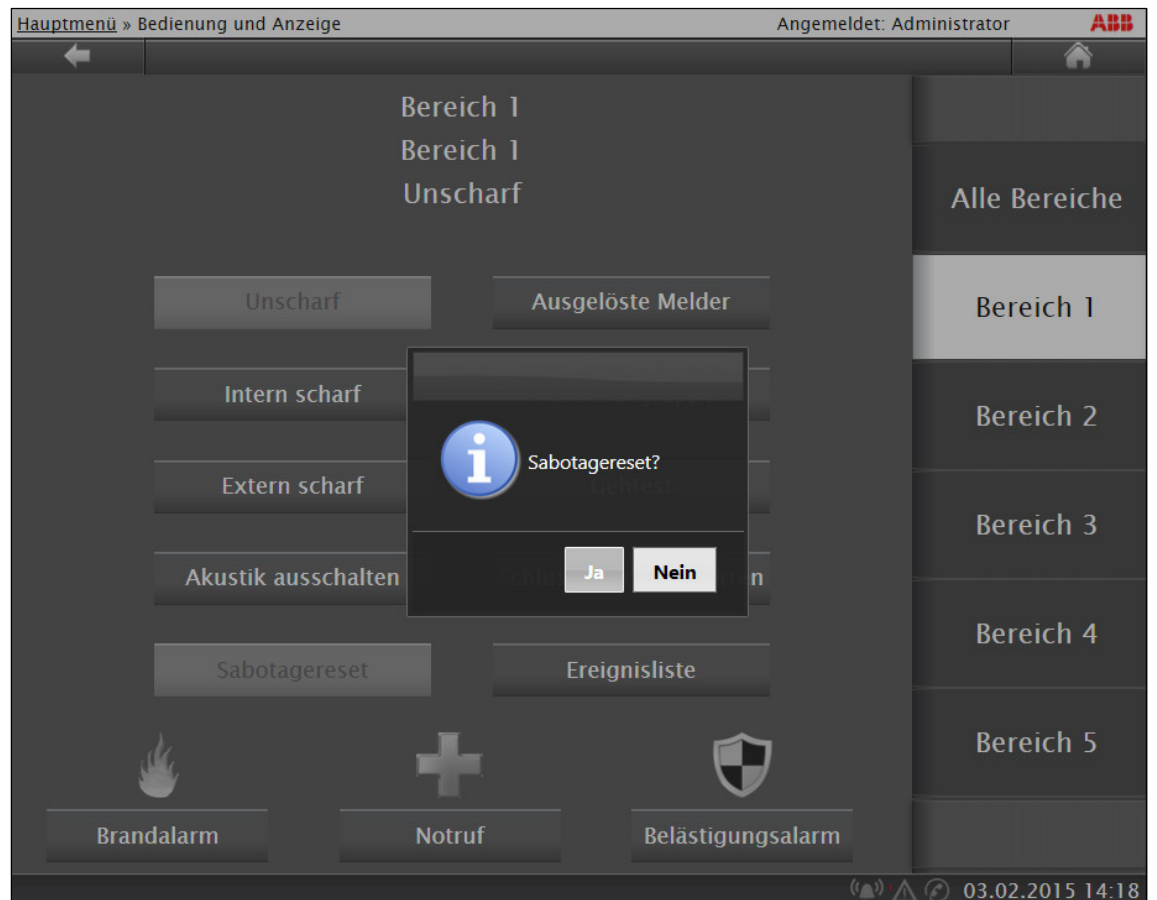 Hauptmenü » Bedienung und Anzeige
Angemeldet: Administrator
ABB
Bereich 1
Bereich 1
Unscharf
Alle Bereiche
Unscharf
Ausgelöste Melder
Bereich 1
Intern scharf
Bereich 2
Sabotagereset?
Extern scharf
Gehtest
Bereich 3
Ja
Nein
Akustik ausschalten
Bereich 4
Sabotagereset
Ereignisliste
Bereich 5
Brandalarm
Notruf
Belästigungsalarm
03.02.2015 14:18